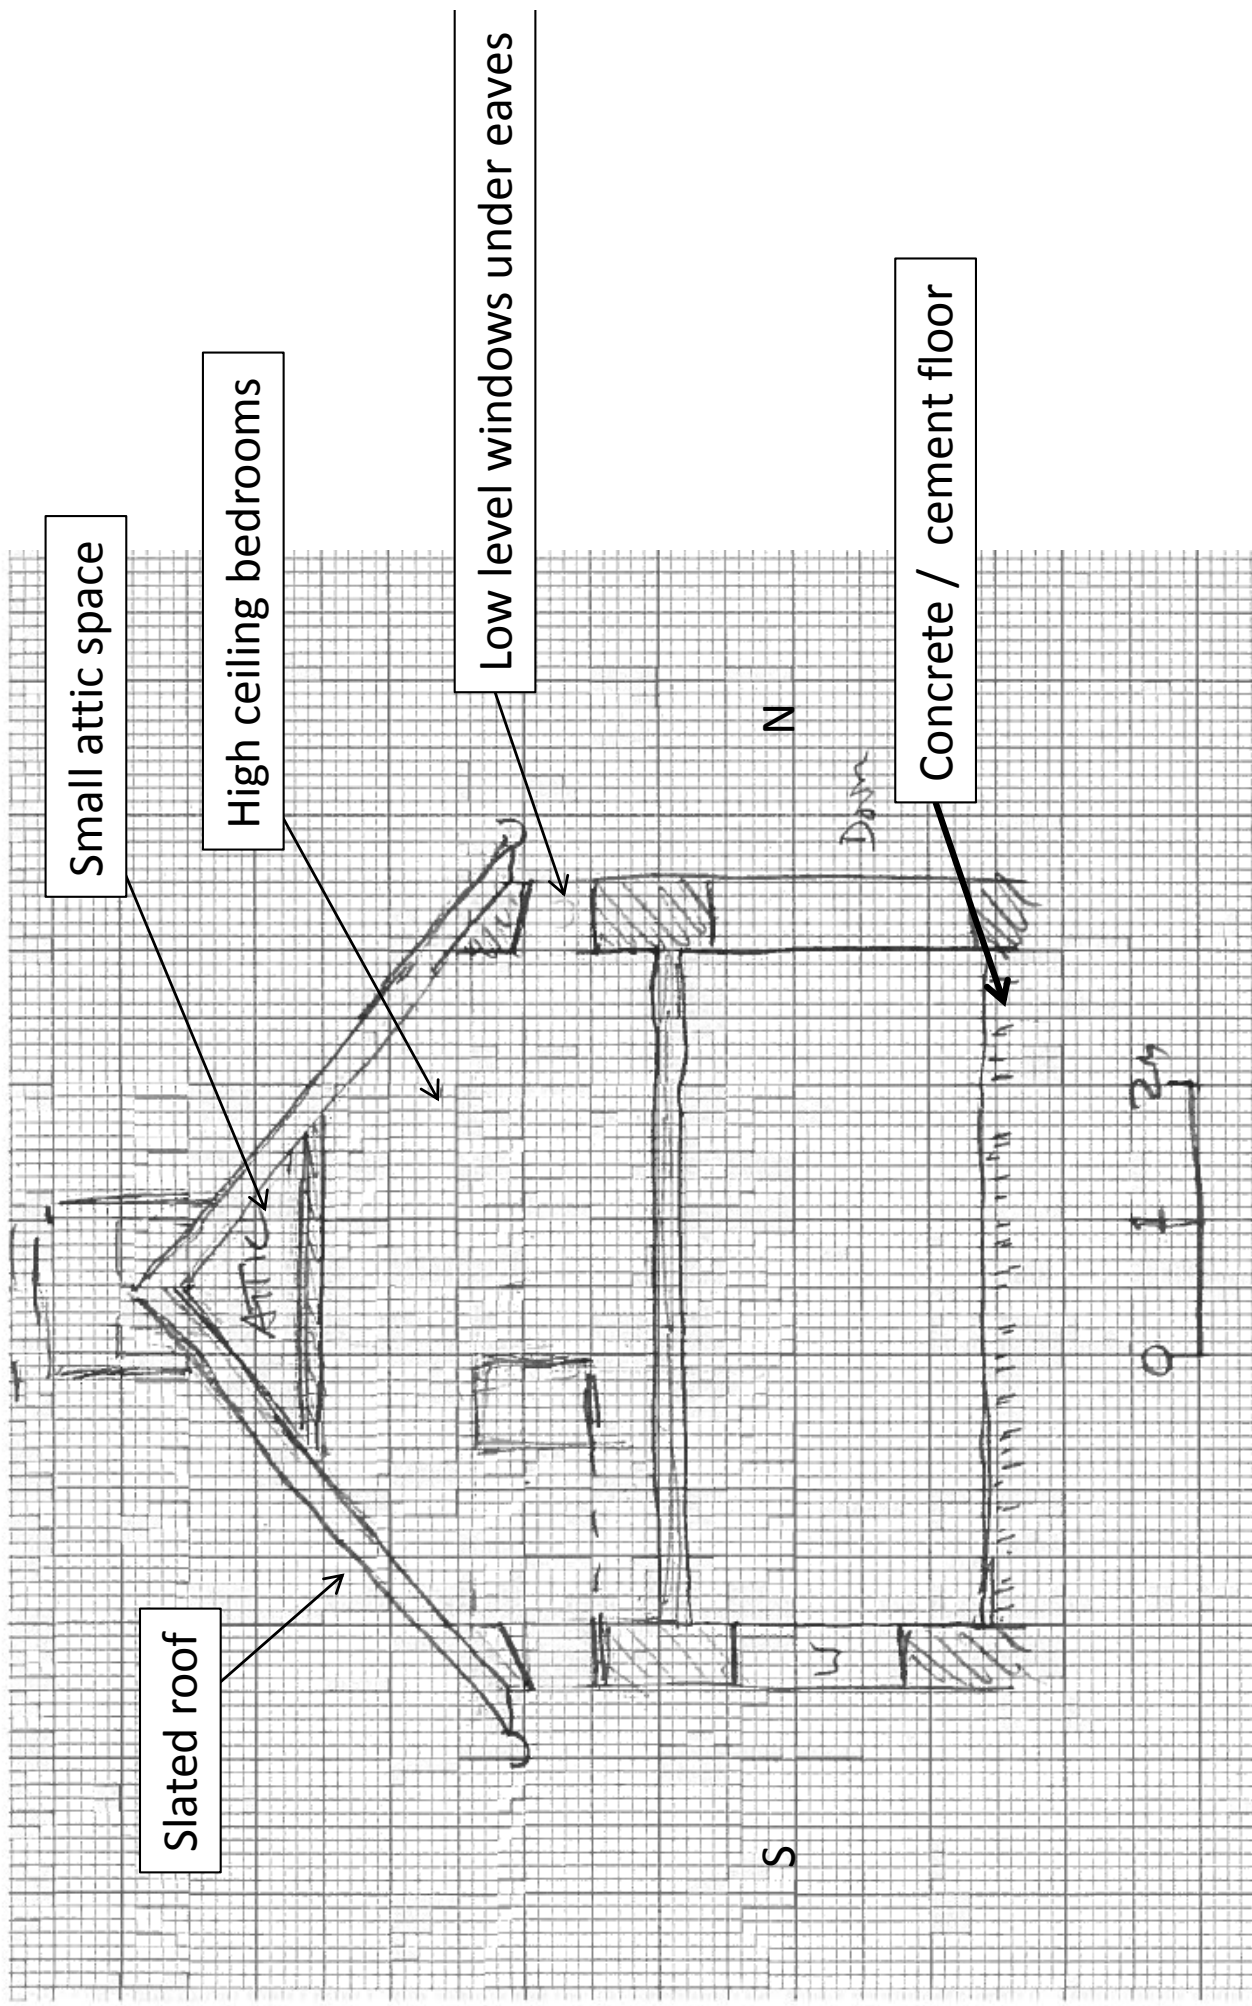 Small attic space
High ceiling bedrooms
Low level windows under eaves
Slated roof
ATTIC
N
S
W
Concrete / cement floor
0
1
2M